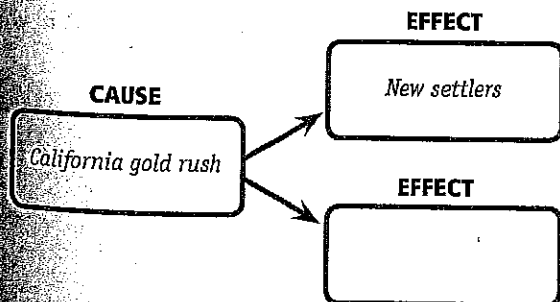 CAUSE
California gold rush
EFFECT
New settlers
EFFECT